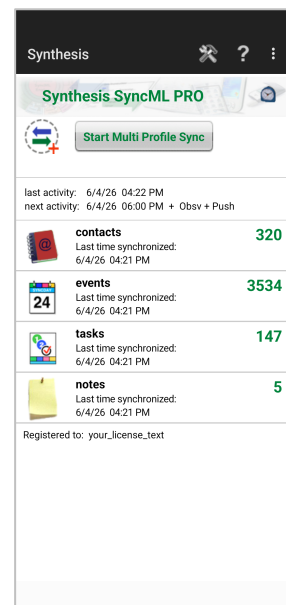 Synthesis
?
Synthesis SyncML PRO
Start Multi Profile Sync
last activity: 6/4/26 04:22 PM
next activity: 6/4/26 06:00 PM + Obsv + Push
contacts 320
Last time synchronized:
6/4/26 04:21 PM
@
events 3534
Last time synchronized:
6/4/26 04:21 PM
24
tasks 147
Last time synchronized:
6/4/26 04:21 PM
notes 5
Last time synchronized:
6/4/26 04:21 PM
Registered to: your_license_text